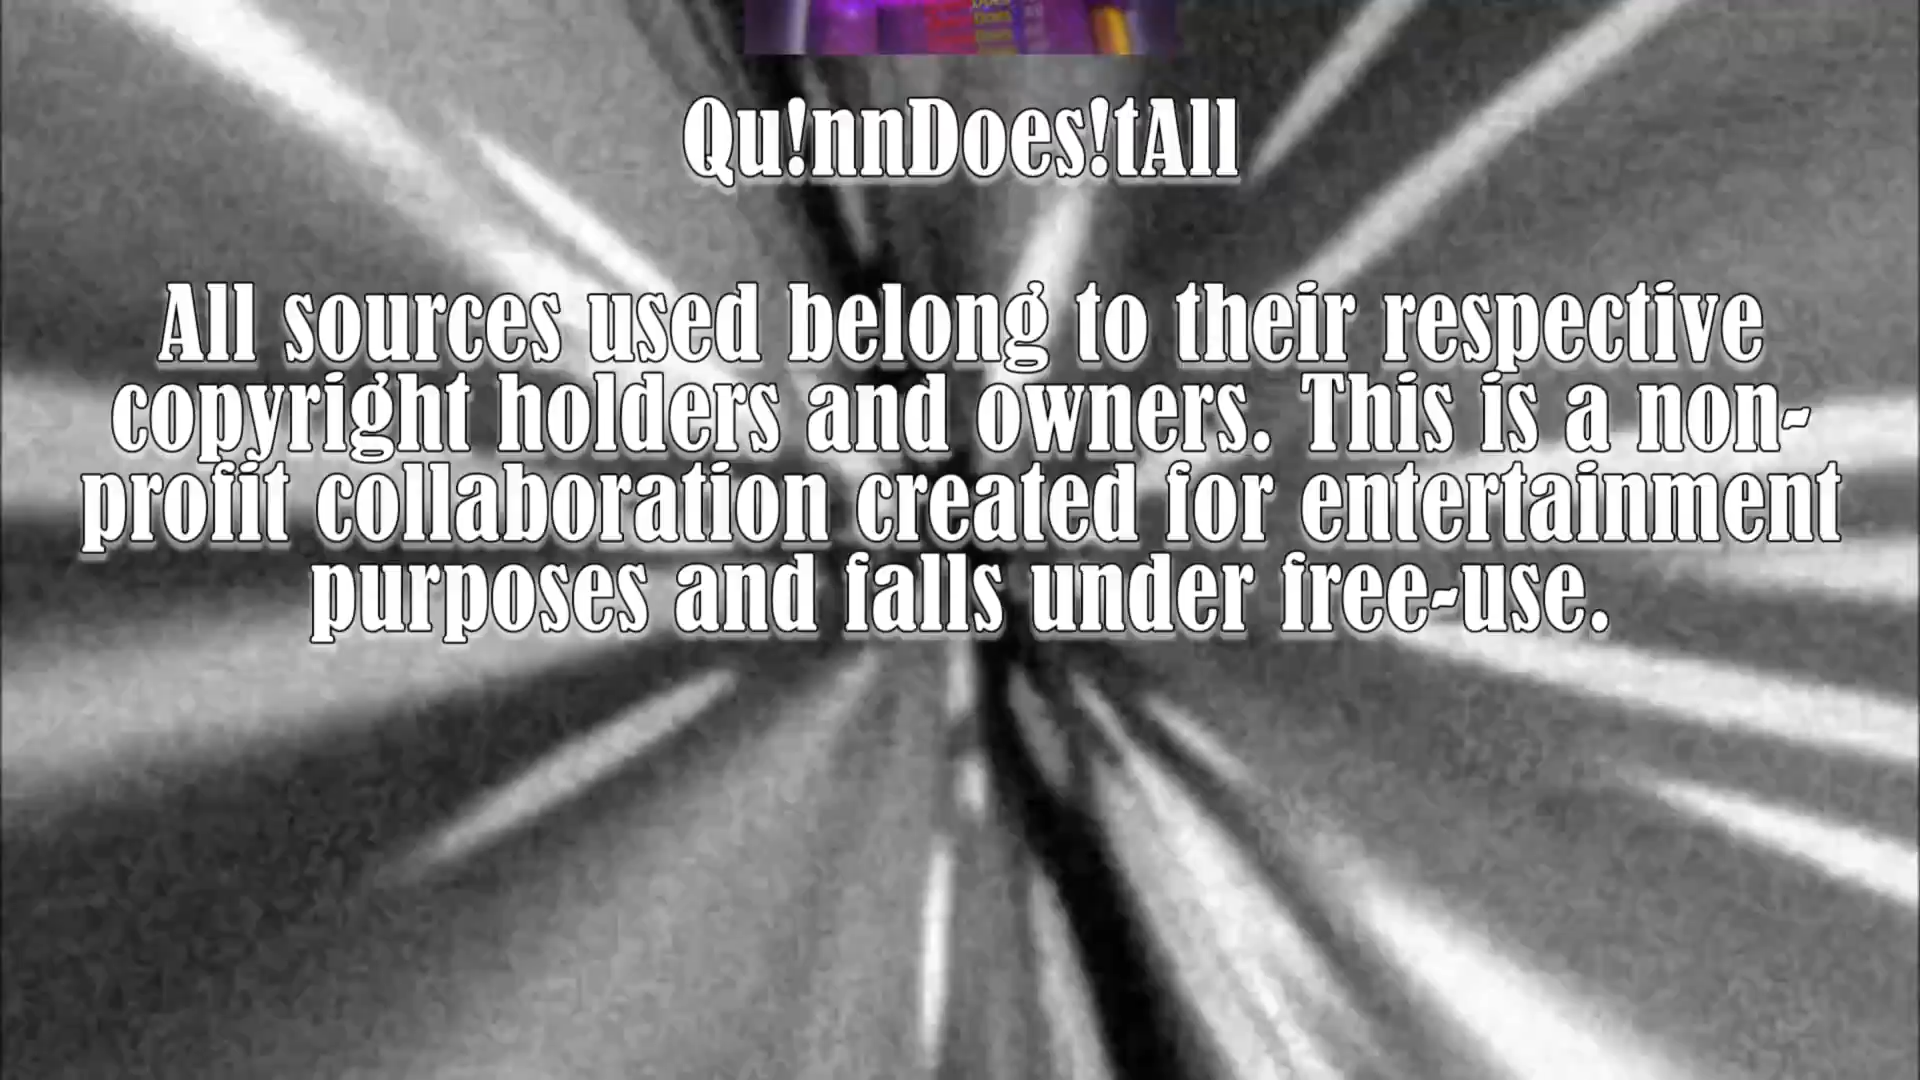 Qu!nnDoes!tAll
All sources used belong to their respective
copyright holders and owners. This is a non-
profit collaboration created for entertainment
purposes and falls under free-use.